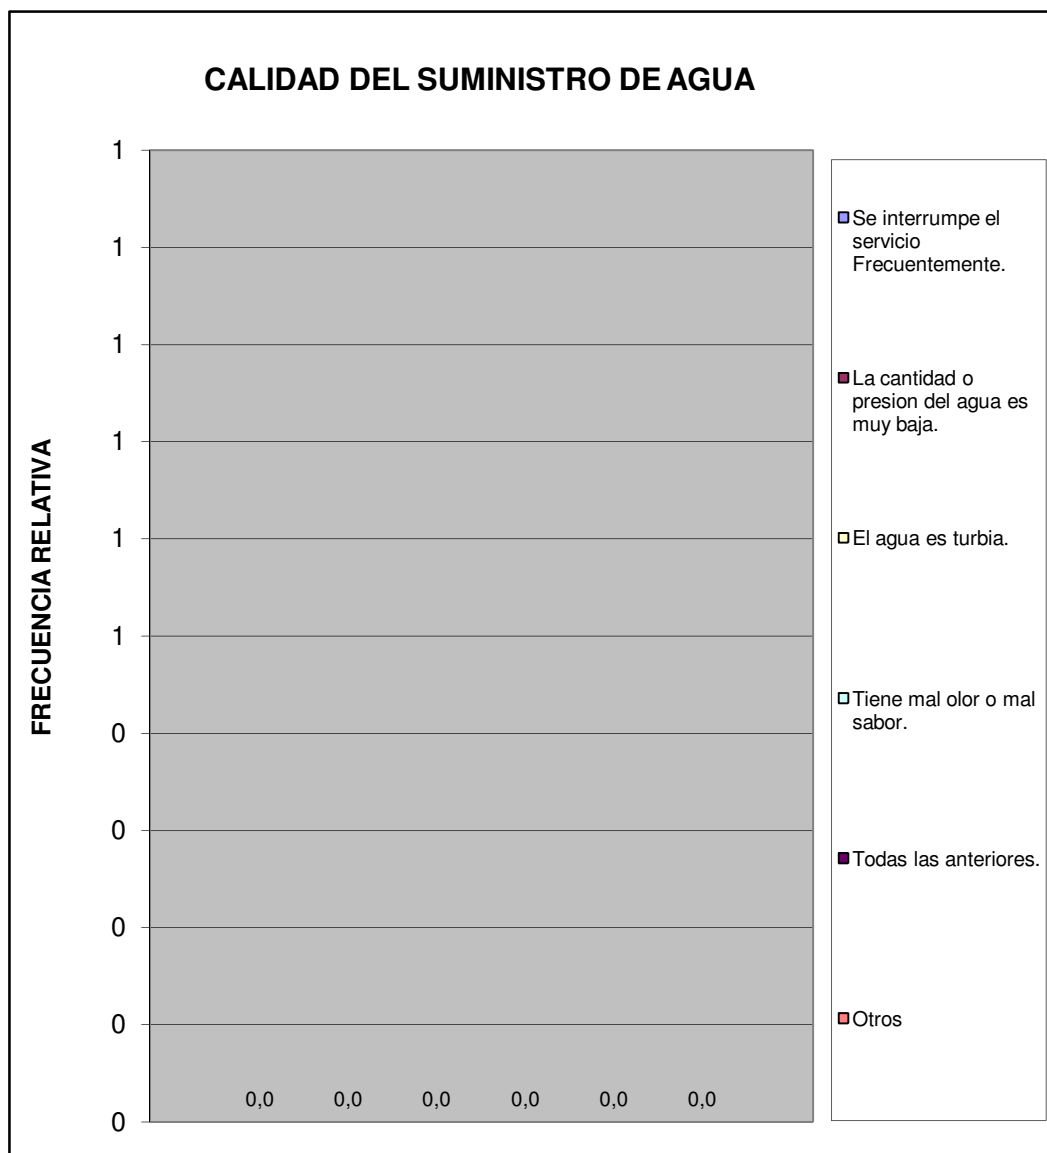 CALIDAD DEL SUMINISTRO DE AGUA
FRECUENCIA RELATIVA
1
1
1
1
1
1
0
0
0
0
0
0,0 0,0 0,0 0,0 0,0 0,0
Se interrumpe el
servicio
Frecuentemente.
La cantidad o
presion del agua es
muy baja.
El agua es turbia.
Tiene mal olor o mal
sabor.
Todas las anteriores.
Otros